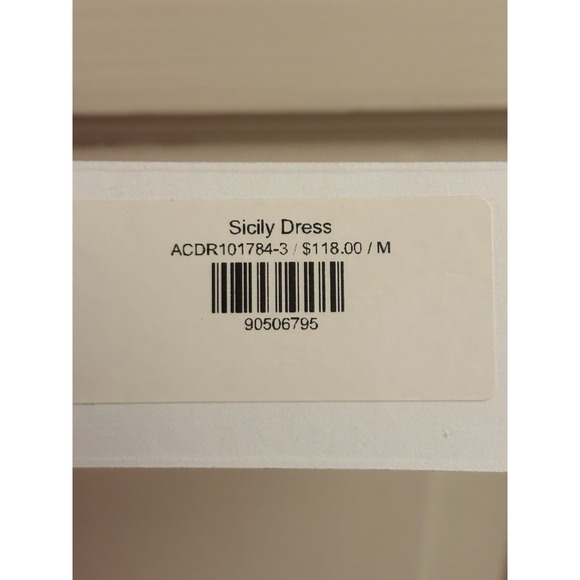 Sicily Dress
ACDR101784-3 / $118.00 / M
90506795